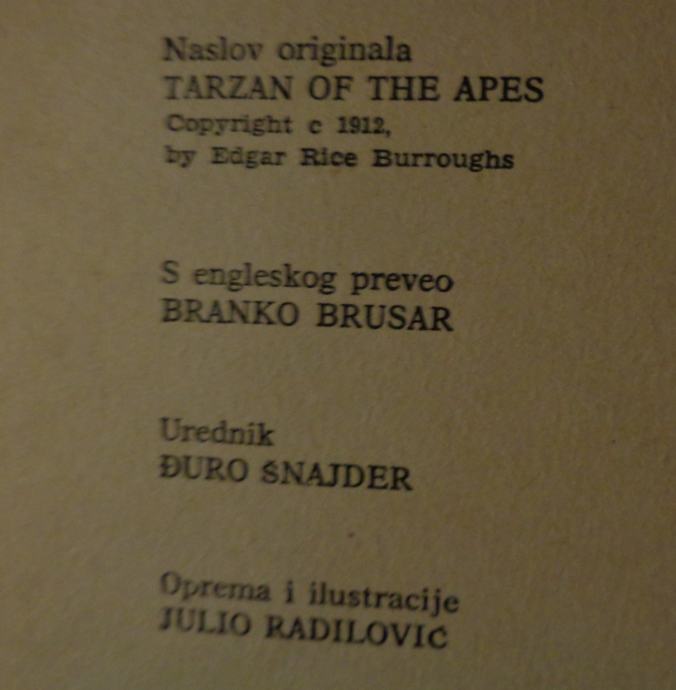 Naslov originala
TARZAN OF THE APES
Copyright c 1912,
by Edgar Rice Burroughs
S engleskog preveo
BRANKO BRUSAR
Urednik
ĐURO ŠNAJDER
Oprema i ilustracije
JULIO RADILOVIĆ